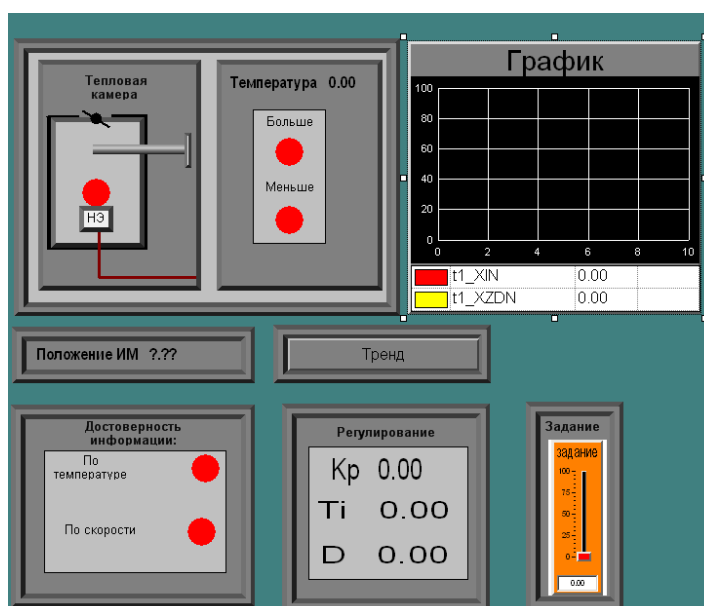 Тепловая
камера
НЭ
Температура 0.00
Больше
Меньше
График
100
80
60
40
20
0
0 2 4 6 8 10
t1_XIN 0.00
t1_XZDN 0.00
Положение ИМ ?.??
Тренд
Достоверность
информации:
По
температуре
По скорости
Регулирование
Kp 0.00
Ti 0.00
D 0.00
Задание
задание
100
75
50
25
0
0.00